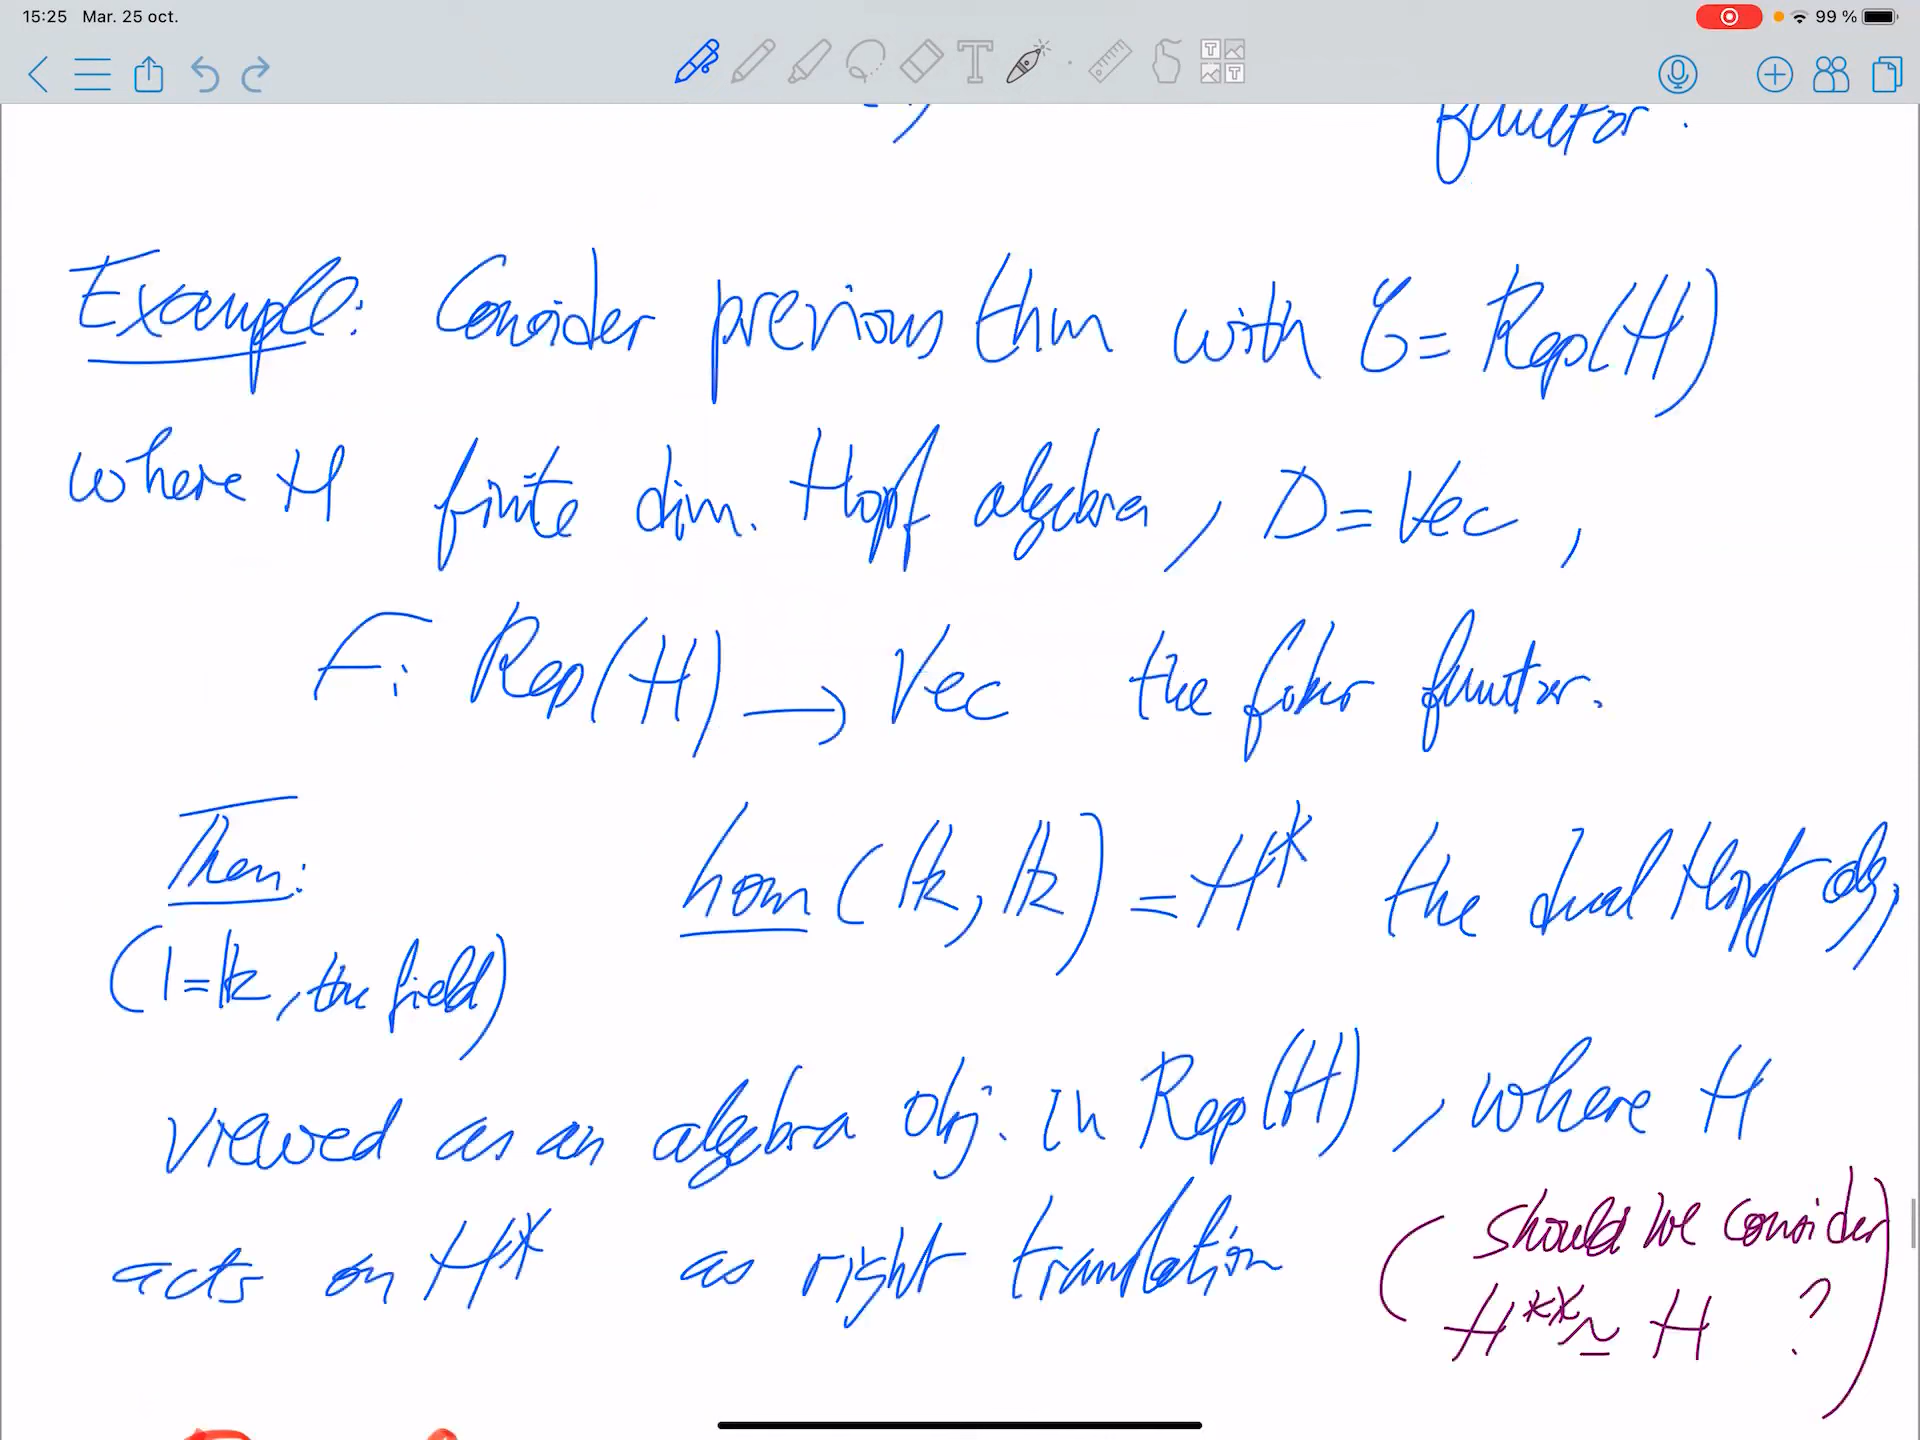 15:25 Mar. 25 oct.
99 %
functor.
Example: Consider previous thm with C = Rep(H)
where H finite dim. Hopf algebra, D = Vec,
F: Rep(H) → Vec the fiber functor.
Then: hom(k, k) = H* the dual Hopf alg,
(1 = k, the field)
viewed as an algebra obj. in Rep(H), where H
acts on H* as right translation
(should we consider
H** ≃ H ?)